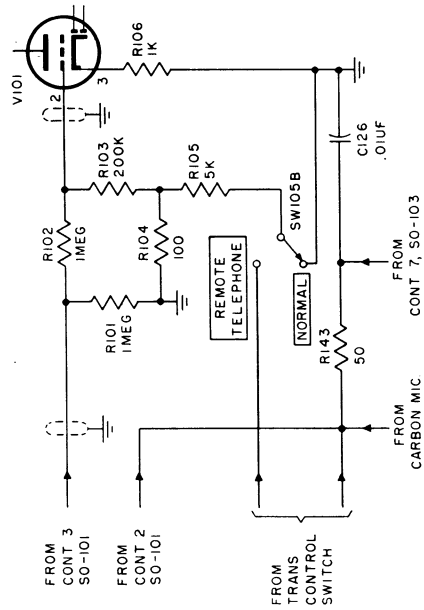 V101
2
3
R106
1K
R103
200K
R105
5K
R102
1MEG
R104
100
R101
1MEG
SW105B
C126
.01UF
REMOTE
TELEPHONE
NORMAL
R143
50
FROM
CONT 7, SO-103
FROM
CARBON MIC.
FROM
CONT 3
SO-101
FROM
CONT 2
SO-101
FROM
TRANS
CONTROL
SWITCH